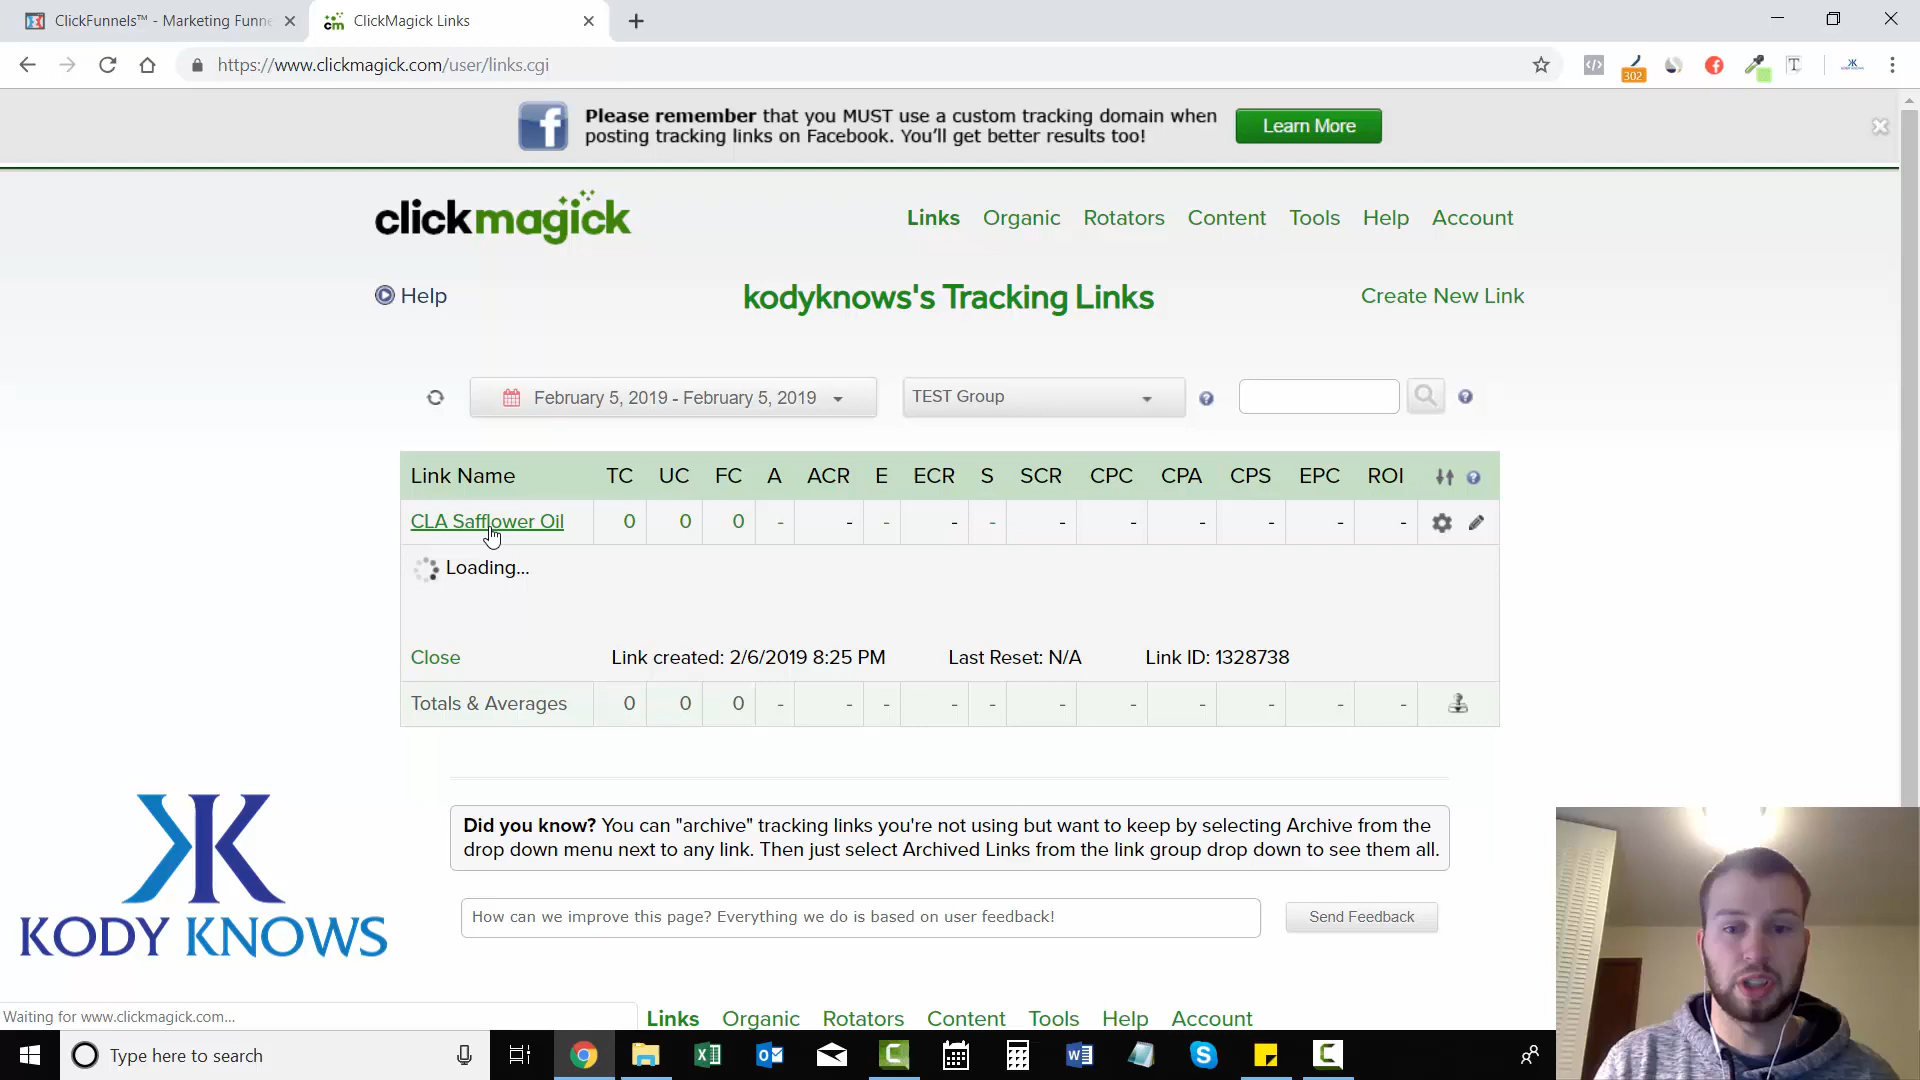 ClickFunnels™ - Marketing Funne
ClickMagick Links
https://www.clickmagick.com/user/links.cgi
302
Please remember that you MUST use a custom tracking domain when
posting tracking links on Facebook. You'll get better results too!
Learn More
clickmagick
Links Organic Rotators Content Tools Help Account
Help
kodyknows's Tracking Links
Create New Link
February 5, 2019 - February 5, 2019
TEST Group
Link Name TC UC FC A ACR E ECR S SCR CPC CPA CPS EPC ROI
CLA Safflower Oil 0 0 0 - - - - - - - - - - -
Loading...
Close Link created: 2/6/2019 8:25 PM Last Reset: N/A Link ID: 1328738
Totals & Averages 0 0 0 - - - - - - - - - - -
Did you know? You can "archive" tracking links you're not using but want to keep by selecting Archive from the
drop down menu next to any link. Then just select Archived Links from the link group drop down to see them all.
How can we improve this page? Everything we do is based on user feedback!
Send Feedback
KODY KNOWS
Waiting for www.clickmagick.com...
Links Organic Rotators Content Tools Help Account
Type here to search